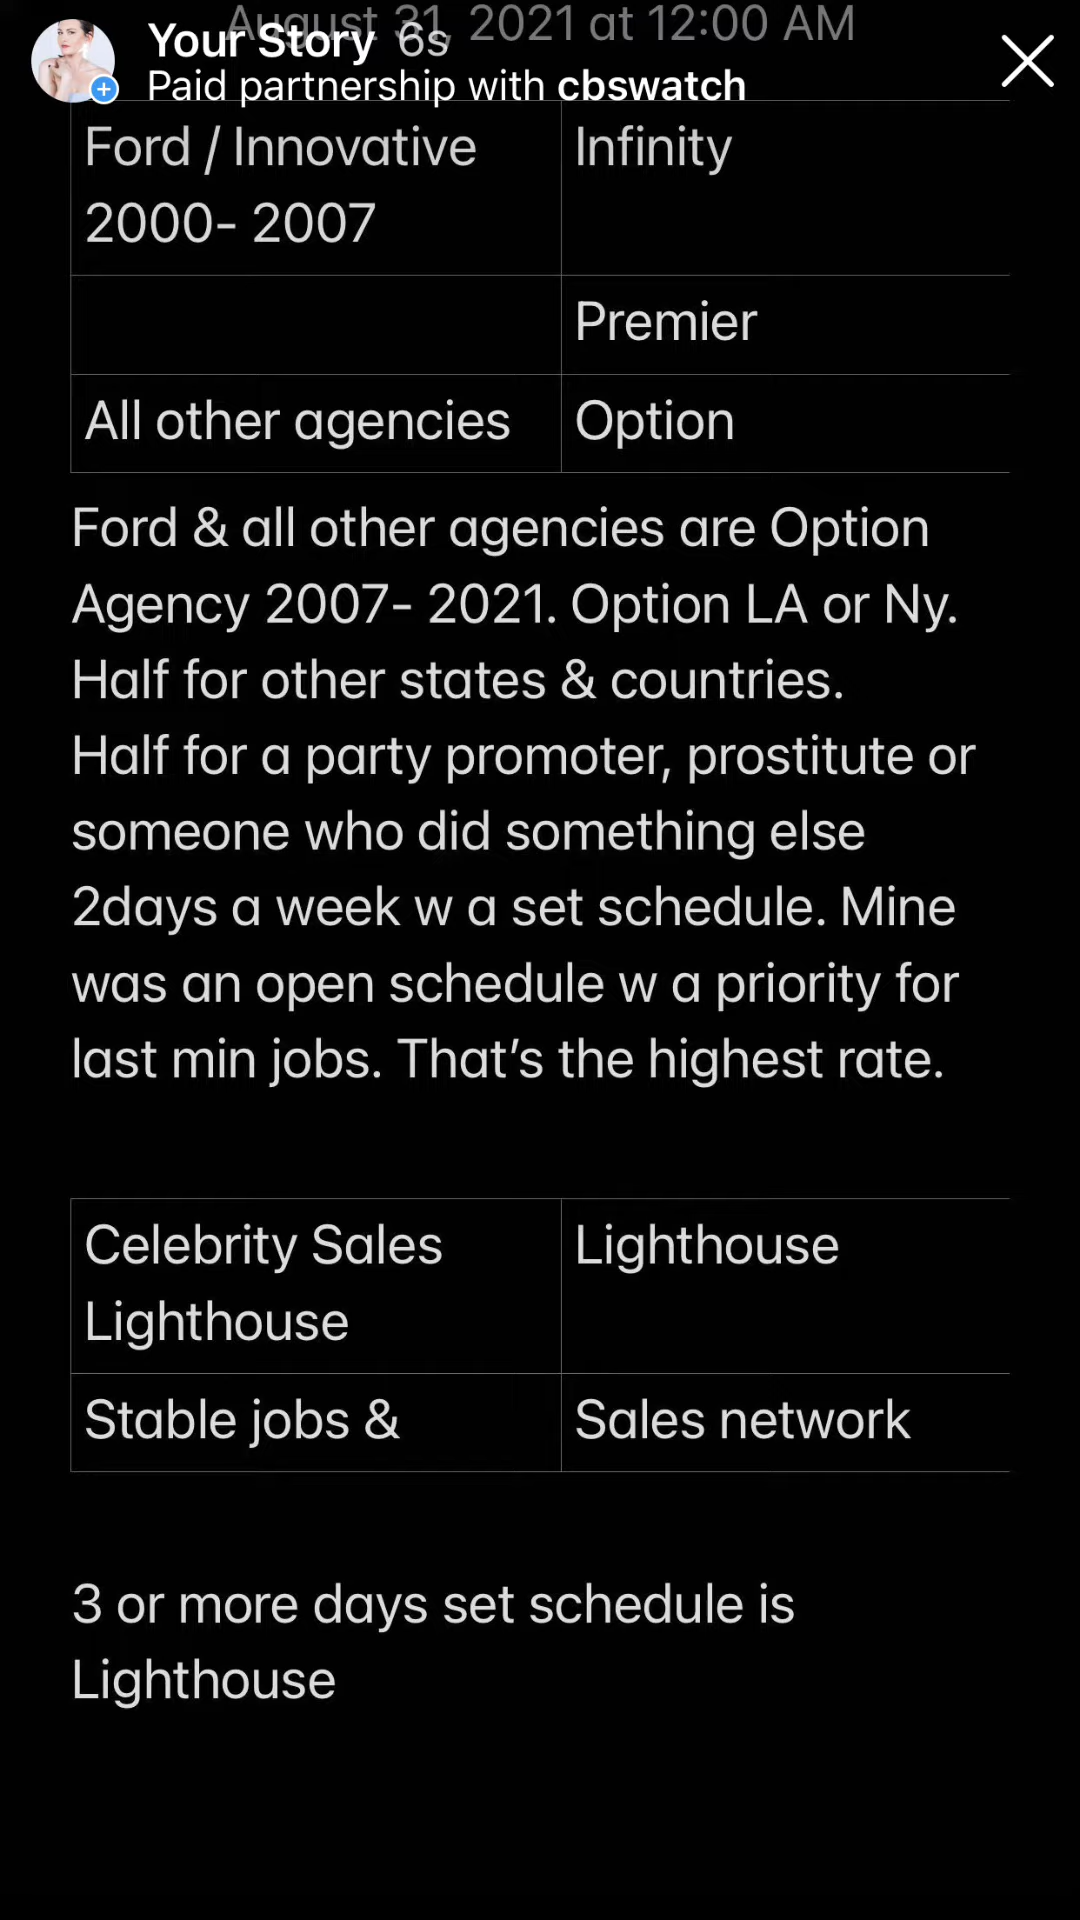 August 31, 2021 at 12:00 AM
Your Story 6s
Paid partnership with cbswatch
Ford / Innovative Infinity
2000- 2007
Premier
All other agencies Option
Ford & all other agencies are Option
Agency 2007- 2021. Option LA or Ny.
Half for other states & countries.
Half for a party promoter, prostitute or
someone who did something else
2days a week w a set schedule. Mine
was an open schedule w a priority for
last min jobs. That’s the highest rate.
Celebrity Sales Lighthouse
Lighthouse
Stable jobs & Sales network
3 or more days set schedule is
Lighthouse